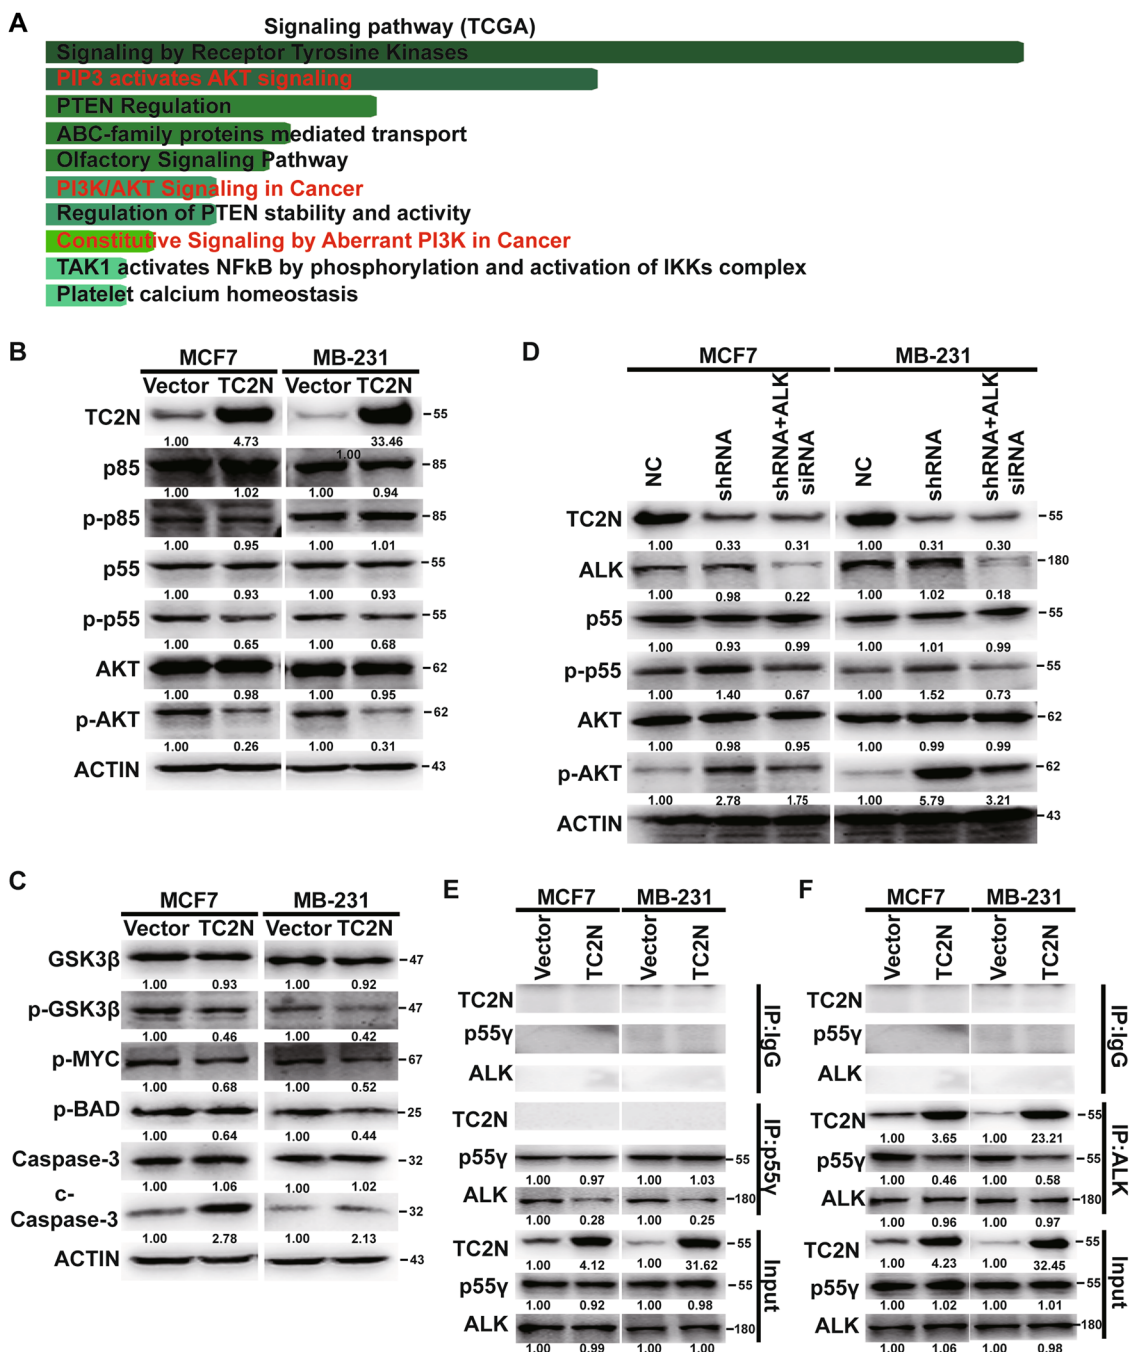 A
Signaling pathway (TCGA)
Signaling by Receptor Tyrosine Kinases
PIP3 activates AKT signaling
PTEN Regulation
ABC-family proteins mediated transport
Olfactory Signaling Pathway
PI3K/AKT Signaling in Cancer
Regulation of PTEN stability and activity
Constitutive Signaling by Aberrant PI3K in Cancer
TAK1 activates NFkB by phosphorylation and activation of IKKs complex
Platelet calcium homeostasis
B
MCF7 MB-231
Vector TC2N Vector TC2N
TC2N 55
1.00 4.73 1.00 33.46
p85 85
1.00 1.02 1.00 0.94
p-p85 85
1.00 0.95 1.00 1.01
p55 55
1.00 0.93 1.00 0.93
p-p55 55
1.00 0.65 1.00 0.68
AKT 62
1.00 0.98 1.00 0.95
p-AKT 62
1.00 0.26 1.00 0.31
ACTIN 43
D
MCF7 MB-231
NC shRNA shRNA+ALK siRNA NC shRNA shRNA+ALK siRNA
TC2N 55
1.00 0.33 0.31 1.00 0.31 0.30
ALK 180
1.00 0.98 0.22 1.00 1.02 0.18
p55 55
1.00 0.93 0.99 1.00 1.01 0.99
p-p55 55
1.00 1.40 0.67 1.00 1.52 0.73
AKT 62
1.00 0.98 0.95 1.00 0.99 0.99
p-AKT 62
1.00 2.78 1.75 1.00 5.79 3.21
ACTIN 43
C
MCF7 MB-231
Vector TC2N Vector TC2N
GSK3β 47
1.00 0.93 1.00 0.92
p-GSK3β 47
1.00 0.46 1.00 0.42
p-MYC 67
1.00 0.68 1.00 0.52
p-BAD 25
1.00 0.64 1.00 0.44
Caspase-3 32
1.00 1.06 1.00 1.02
c-
Caspase-3 32
1.00 2.78 1.00 2.13
ACTIN 43
E
MCF7 MB-231
Vector TC2N Vector TC2N
TC2N
p55γ
ALK
IP:IgG
TC2N
p55γ 55
1.00 0.97 1.00 1.03
ALK 180
1.00 0.28 1.00 0.25
IP:p55γ
TC2N 55
1.00 4.12 1.00 31.62
p55γ 55
1.00 0.92 1.00 0.98
ALK 180
1.00 0.99 1.00 1.00
Input
F
MCF7 MB-231
Vector TC2N Vector TC2N
TC2N
p55γ
ALK
IP:IgG
TC2N 55
1.00 3.65 1.00 23.21
p55γ 55
1.00 0.46 1.00 0.58
ALK 180
1.00 0.96 1.00 0.97
IP:ALK
TC2N 55
1.00 4.23 1.00 32.45
p55γ 55
1.00 1.02 1.00 1.01
ALK 180
1.00 1.06 1.00 0.98
Input